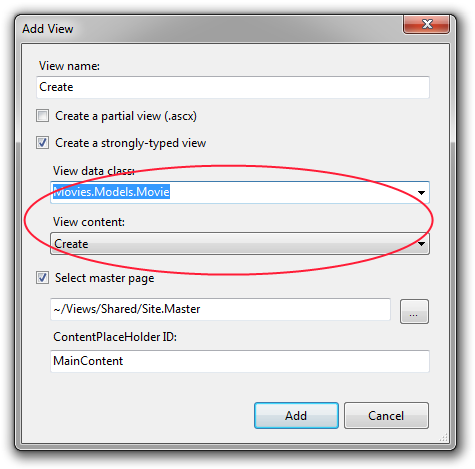 Add View
View name:
Create
Create a partial view (.ascx)
Create a strongly-typed view
View data class:
Movies.Models.Movie
View content:
Create
Select master page
~/Views/Shared/Site.Master
...
ContentPlaceHolder ID:
MainContent
Add
Cancel